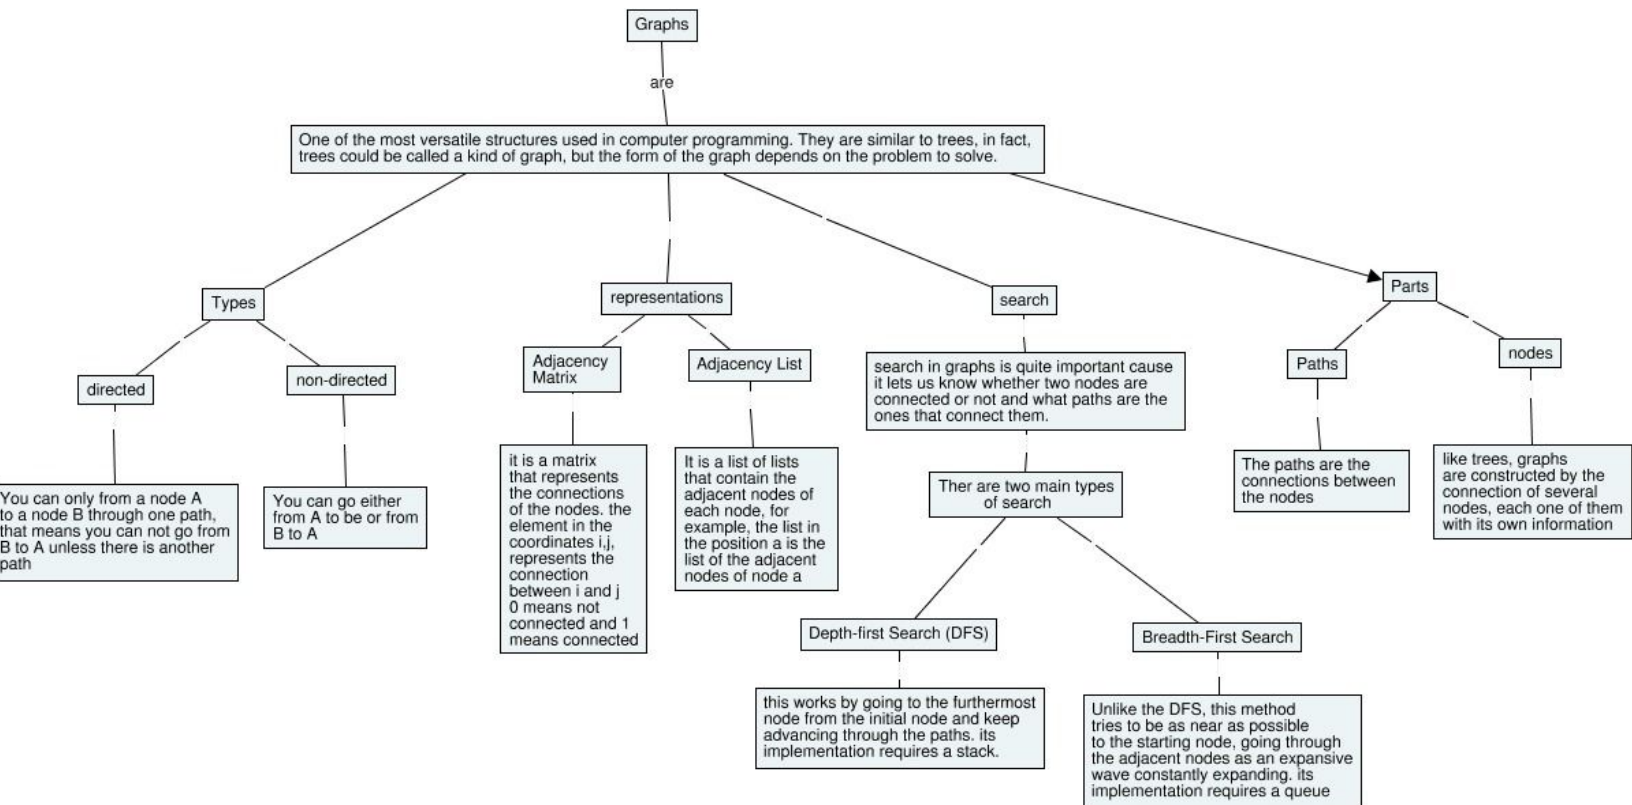 Graphs
are
One of the most versatile structures used in computer programming. They are similar to trees, in fact,
trees could be called a kind of graph, but the form of the graph depends on the problem to solve.
Types
representations
search
Parts
directed
non-directed
Adjacency
Matrix
Adjacency List
search in graphs is quite important cause
it lets us know whether two nodes are
connected or not and what paths are the
ones that connect them.
Paths
nodes
You can only from a node A
to a node B through one path,
that means you can not go from
B to A unless there is another
path
You can go either
from A to be or from
B to A
it is a matrix
that represents
the connections
of the nodes. the
element in the
coordinates i,j,
represents the
connection
between i and j
0 means not
connected and 1
means connected
It is a list of lists
that contain the
adjacent nodes of
each node, for
example, the list in
the position a is the
list of the adjacent
nodes of node a
Ther are two main types
of search
The paths are the
connections between
the nodes
like trees, graphs
are constructed by the
connection of several
nodes, each one of them
with its own information
Depth-first Search (DFS)
Breadth-First Search
this works by going to the furthermost
node from the initial node and keep
advancing through the paths. its
implementation requires a stack.
Unlike the DFS, this method
tries to be as near as possible
to the starting node, going through
the adjacent nodes as an expansive
wave constantly expanding. its
implementation requires a queue